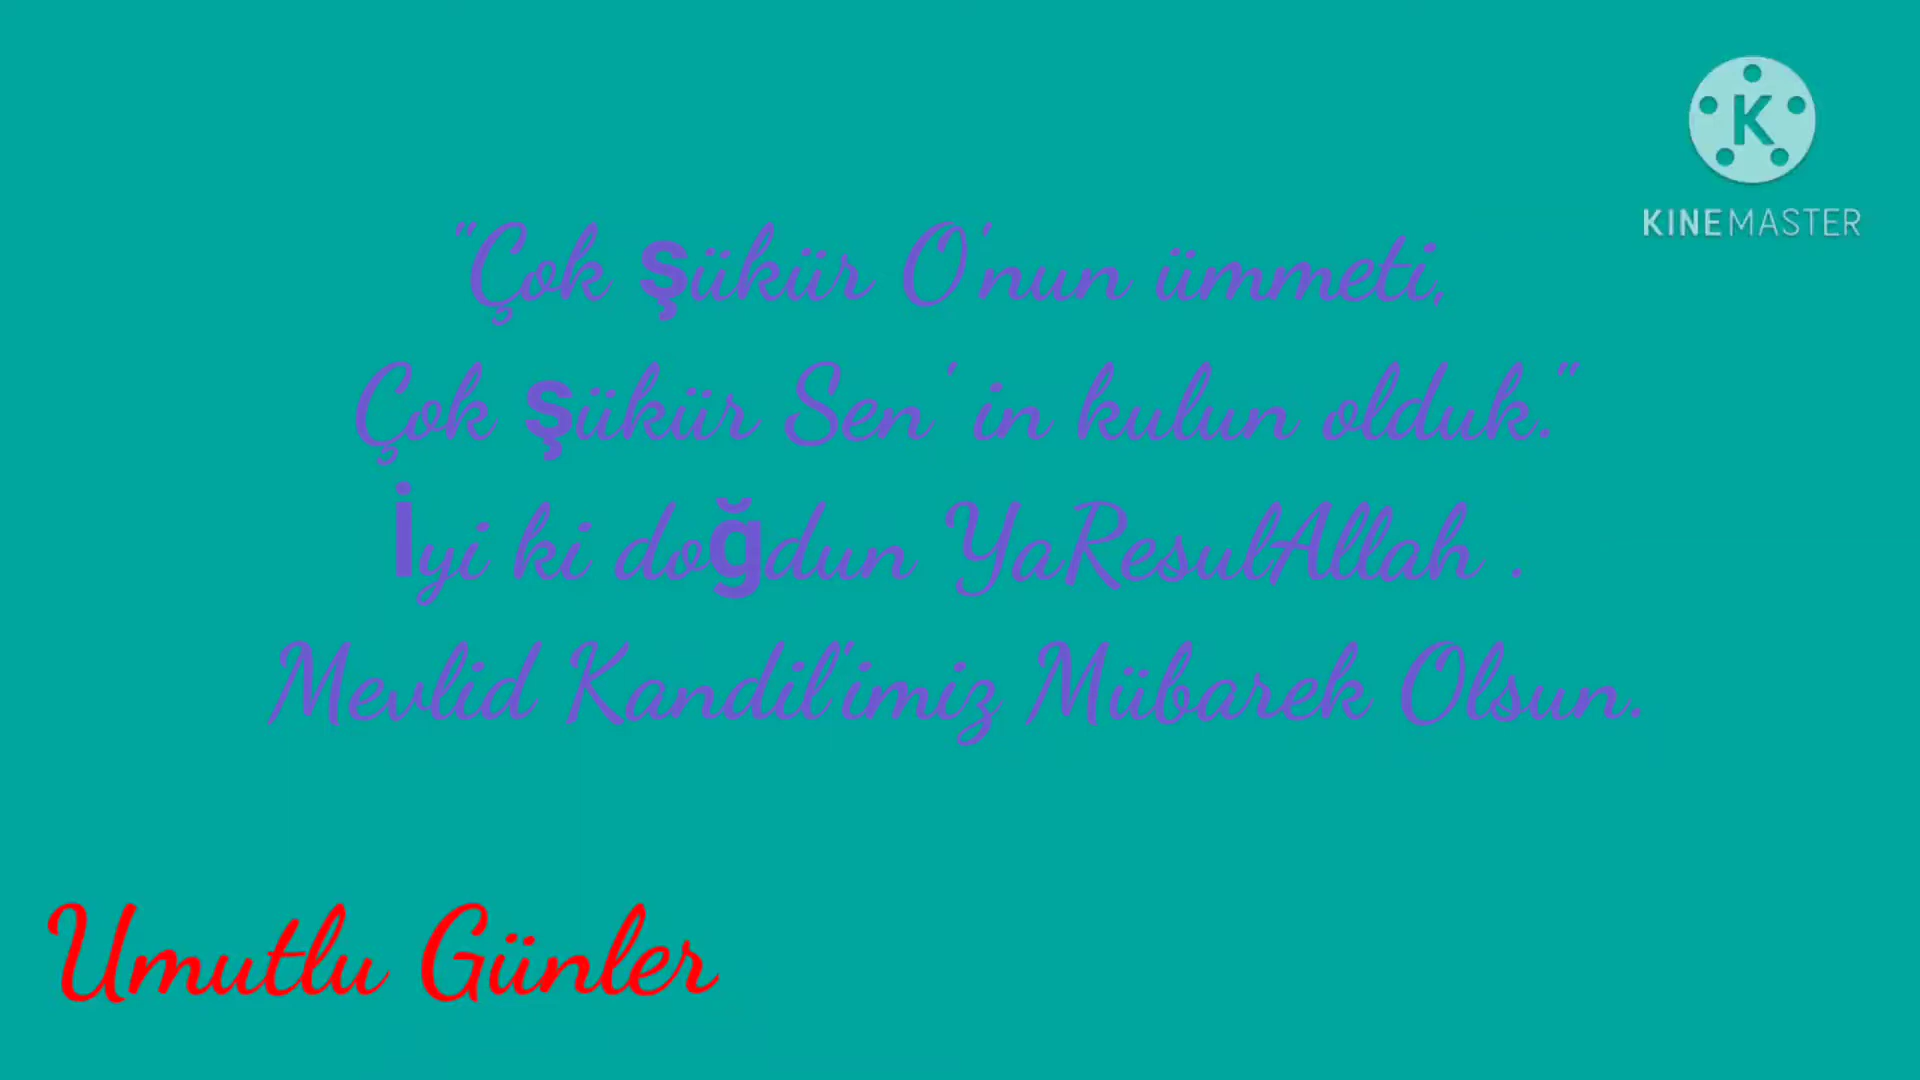 "Çok şükür O'nun ümmeti,
Çok şükür Sen' in kulun olduk."
İyi ki doğdun YaResulAllah .
Mevlid Kandil'imiz Mübarek Olsun.
Umutlu Günler
K
KINEMASTER